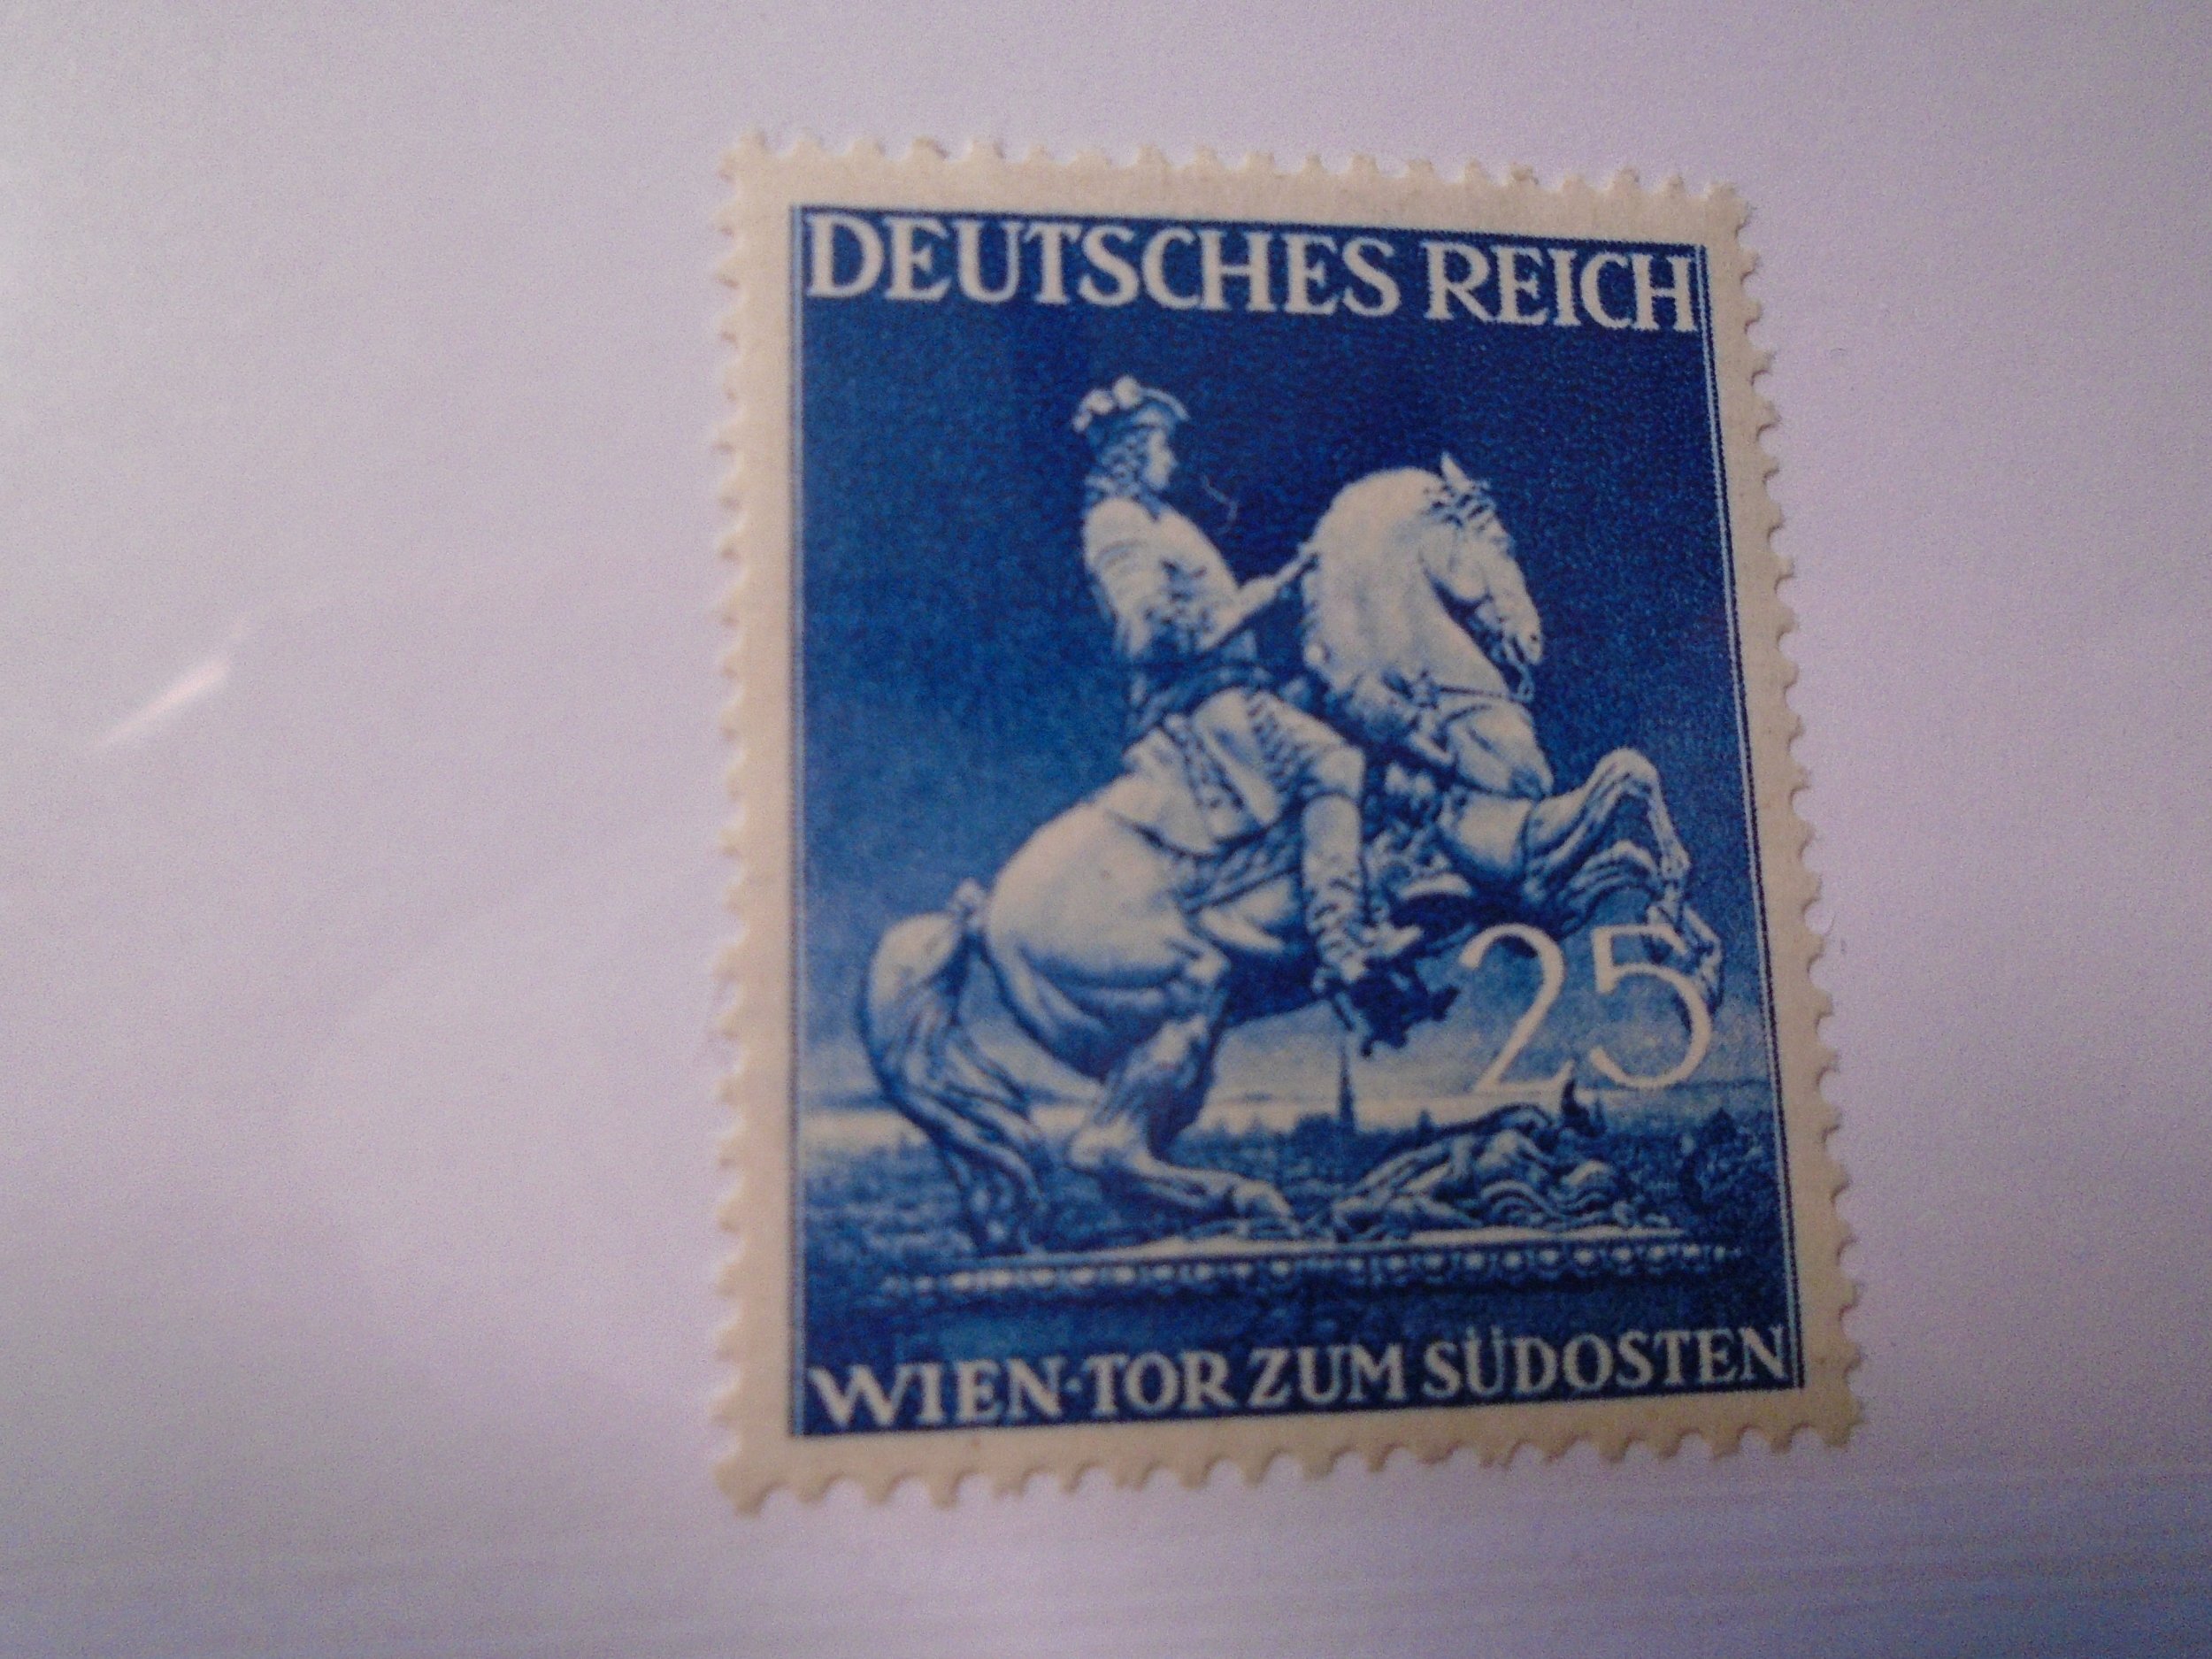 DEUTSCHES REICH
25
WIEN·TOR ZUM SÜDOSTEN